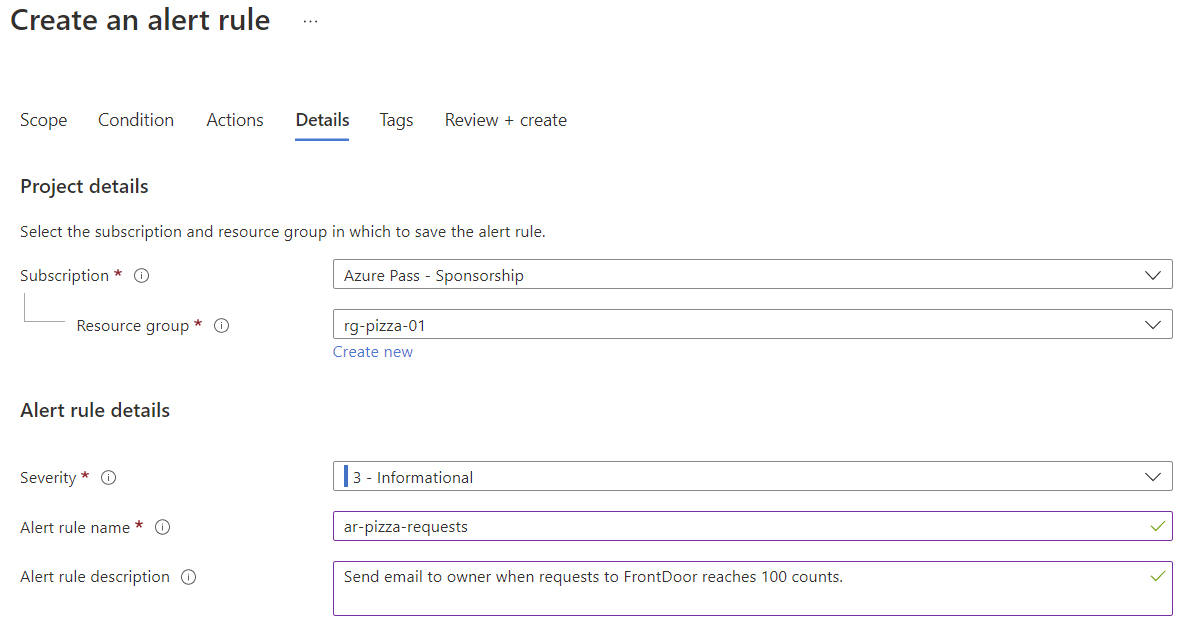 Create an alert rule ...
Scope Condition Actions Details Tags Review + create
Project details
Select the subscription and resource group in which to save the alert rule.
Subscription * Azure Pass - Sponsorship
Resource group * rg-pizza-01
Create new
Alert rule details
Severity * 3 - Informational
Alert rule name * ar-pizza-requests
Alert rule description Send email to owner when requests to FrontDoor reaches 100 counts.